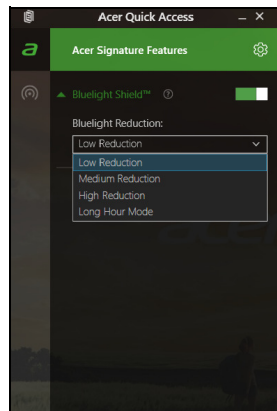 Acer Quick Access
a
Acer Signature Features
Bluelight Shield™ ?
Bluelight Reduction:
Low Reduction
Low Reduction
Medium Reduction
High Reduction
Long Hour Mode